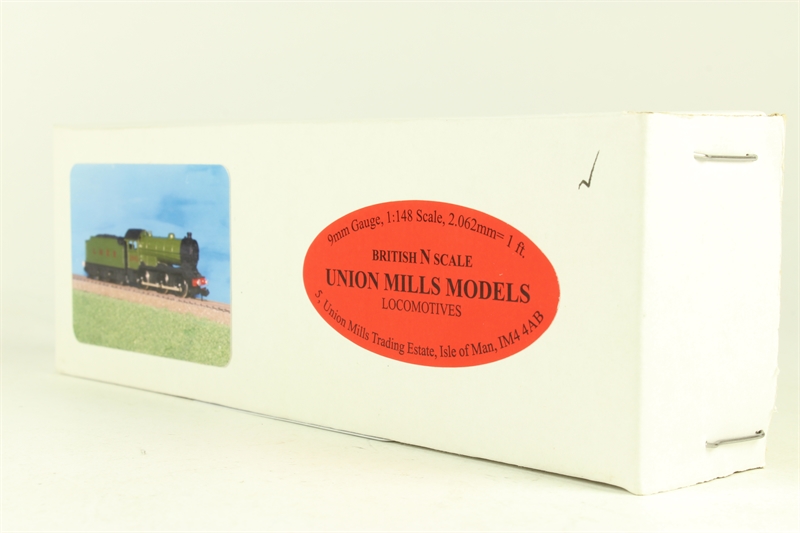 9mm Gauge, 1:148 Scale, 2.062mm= 1 ft.
BRITISH N SCALE
UNION MILLS MODELS
LOCOMOTIVES
5, Union Mills Trading Estate, Isle of Man, IM4 4AB